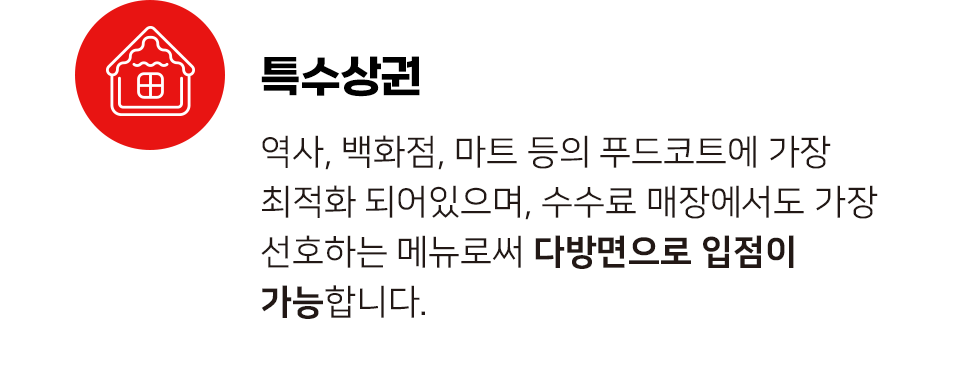 특수상권
역사, 백화점, 마트 등의 푸드코트에 가장
최적화 되어있으며, 수수료 매장에서도 가장
선호하는 메뉴로써 다방면으로 입점이
가능합니다.